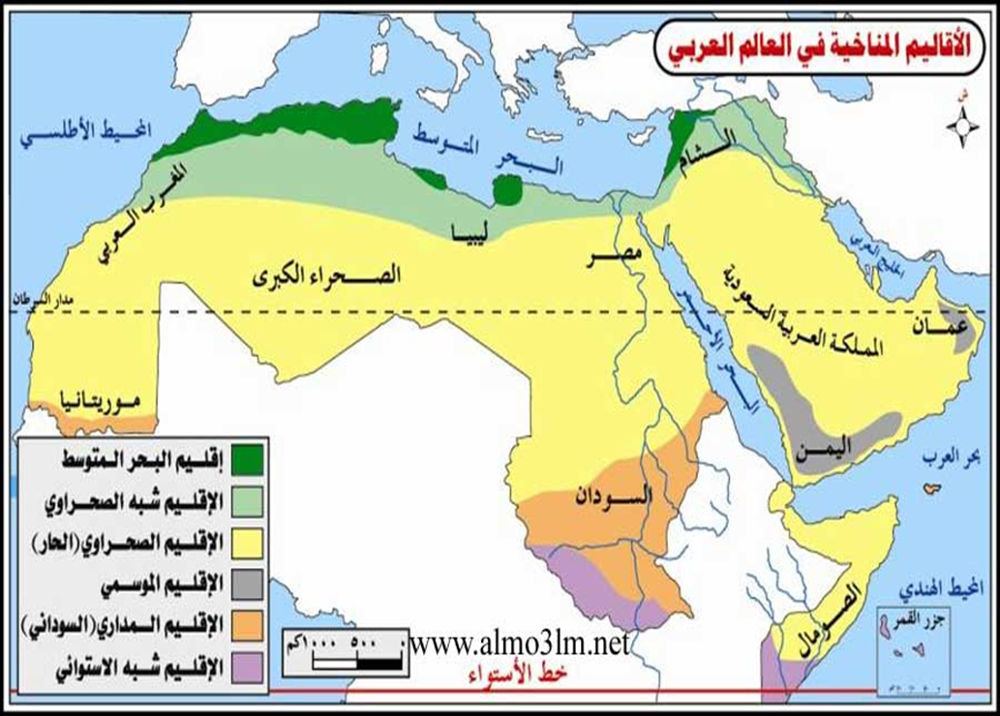 الأقاليم المناخية في العالم العربي
ش
المحيط الأطلسي
البحر المتوسط
الشام
المغرب العربي
ليبيا
مصر
الخليج العربي
الصحراء الكبرى
المملكة العربية السعودية
البحر الأحمر
مدار السرطان
عمان
موريتانيا
اليمن
بحر العرب
السودان
إقليم البحر المتوسط
الإقليم شبه الصحراوي
الإقليم الصحراوي(الحار)
الإقليم الموسمي
الإقليم المداري(السوداني)
الإقليم شبه الاستوائي
المحيط الهندي
الصومال
جزر القمر
٠ ٥٠٠ ١٠٠٠كم
www.almo3lm.net
خط الأستواء